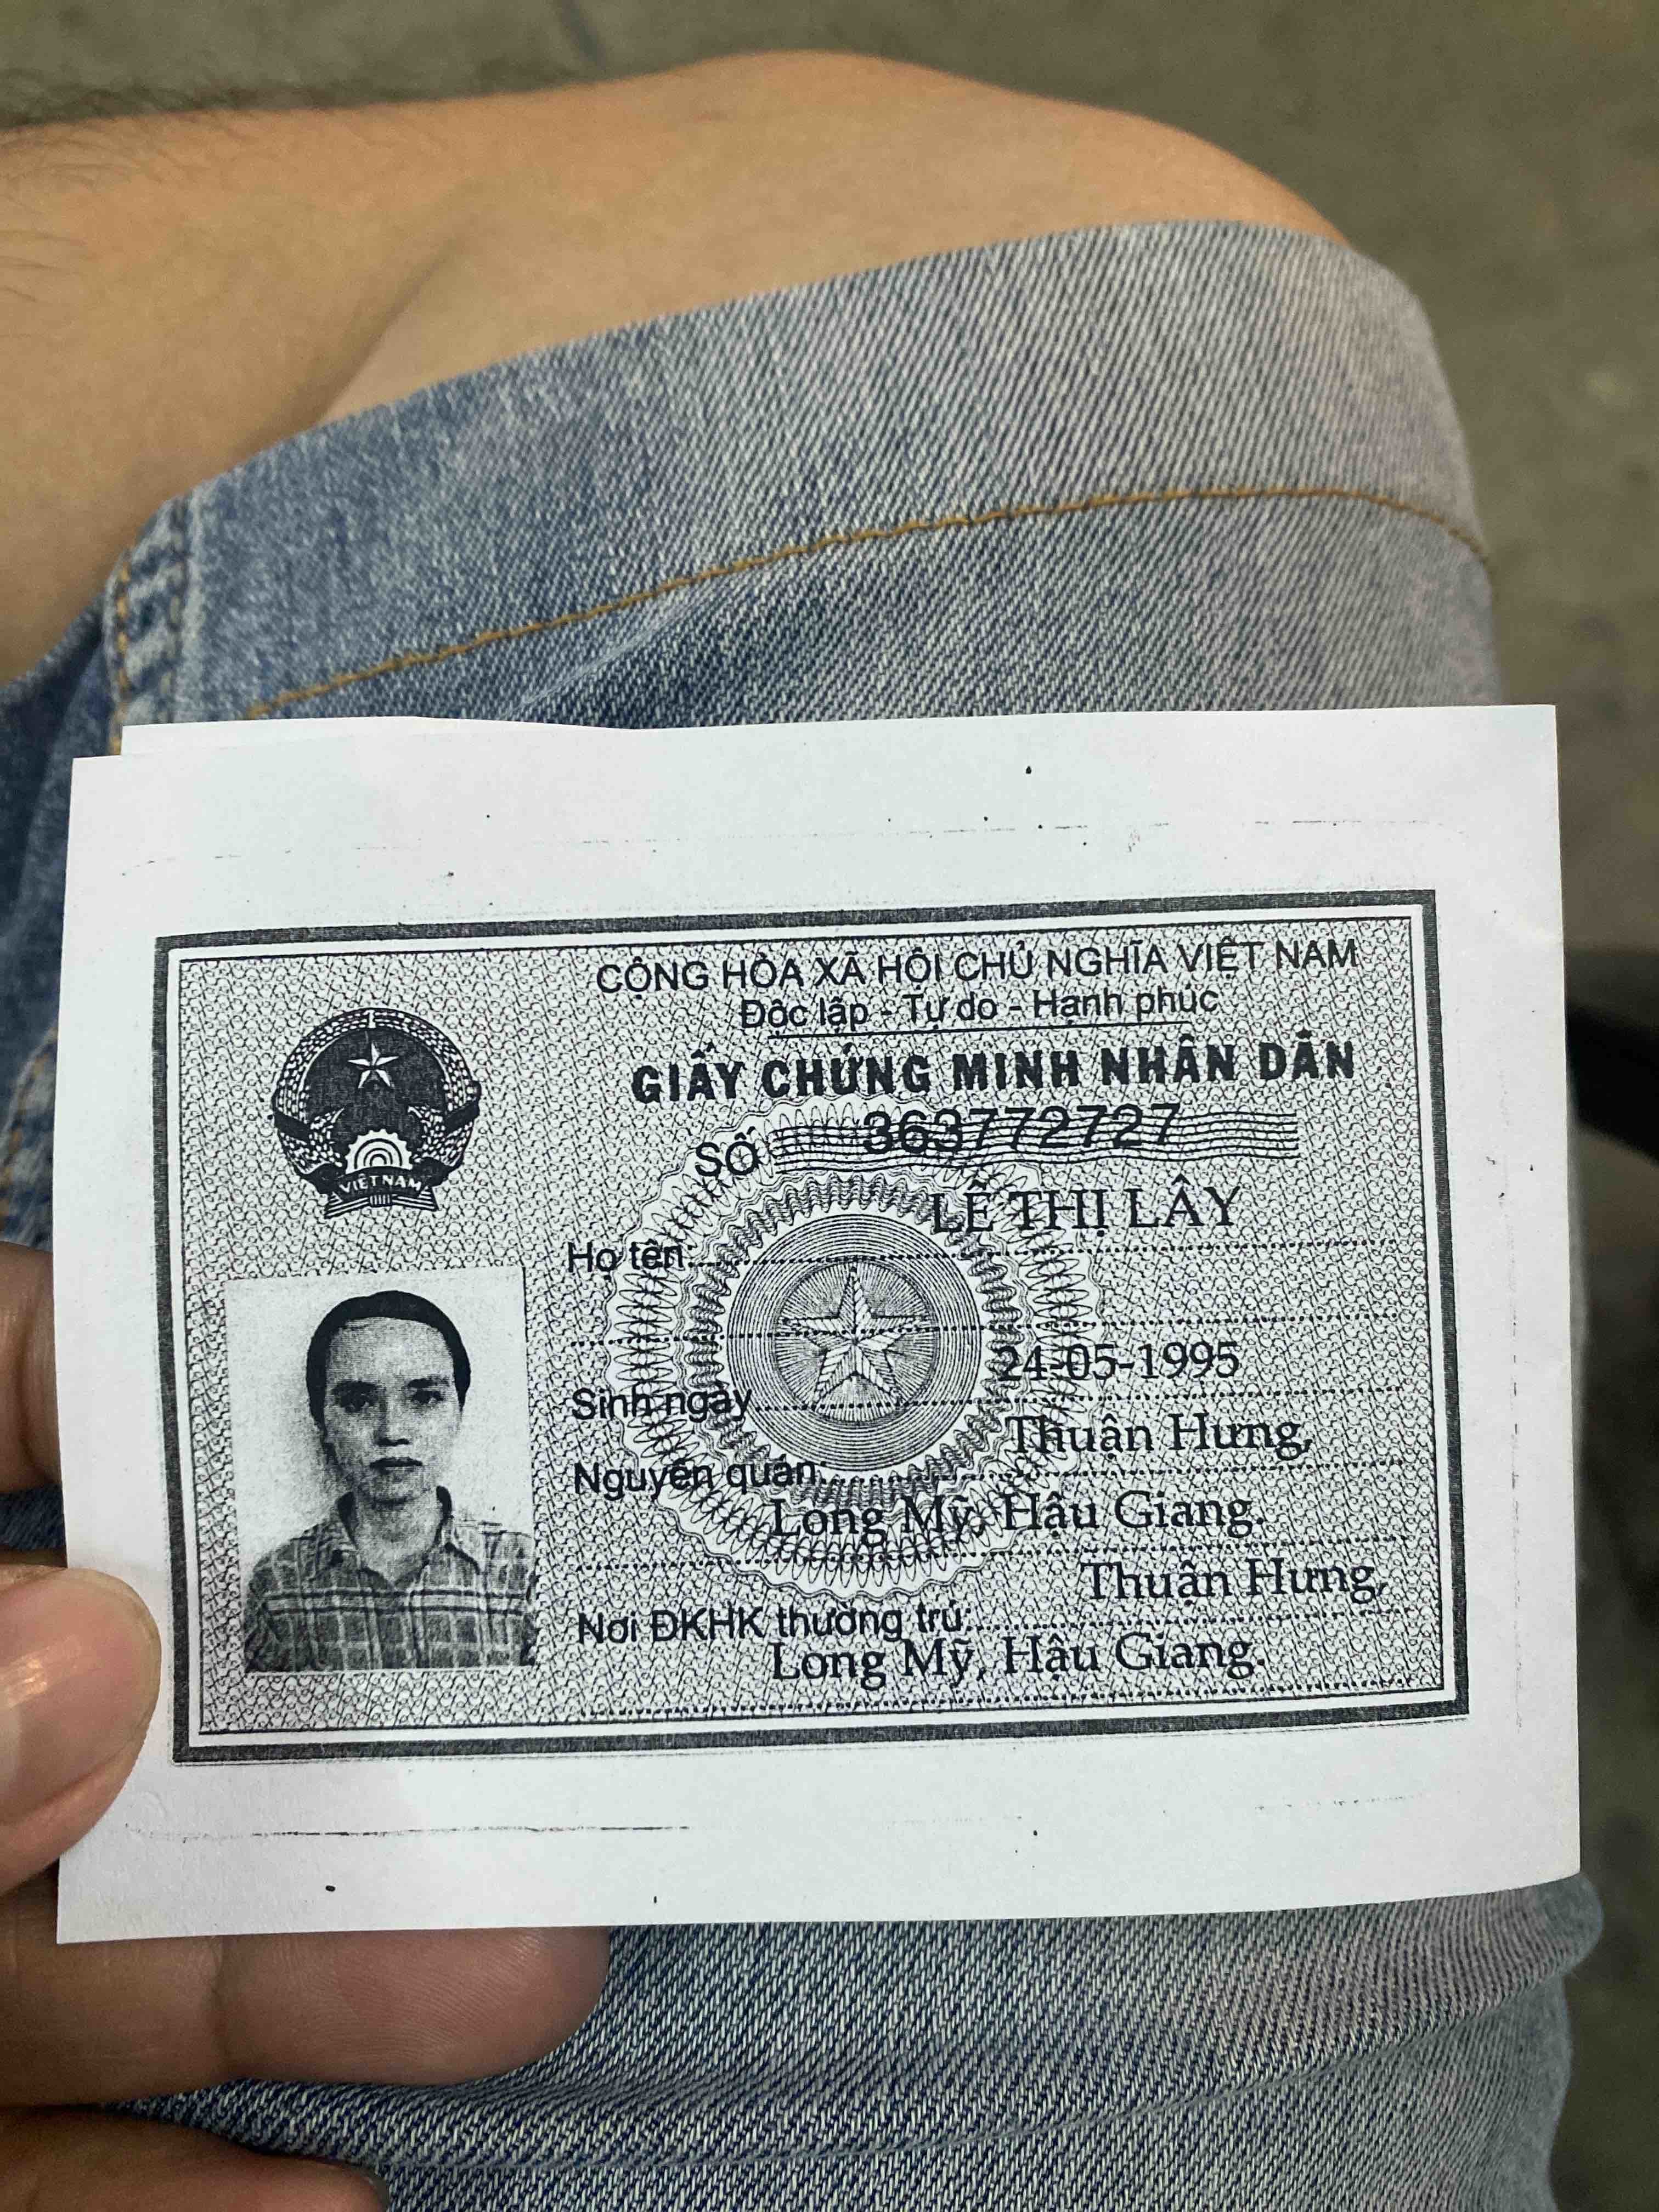 CỘNG HÒA XÃ HỘI CHỦ NGHĨA VIỆT NAM
Độc lập - Tự do - Hạnh phúc
GIẤY CHỨNG MINH NHÂN DÂN
SỐ 363772727
VIỆT NAM
Họ tên: LÊ THỊ LÂY
Sinh ngày 24-05-1995
Nguyên quán: Thuận Hưng,
Long Mỹ, Hậu Giang.
Nơi ĐKHK thường trú: Thuận Hưng,
Long Mỹ, Hậu Giang.